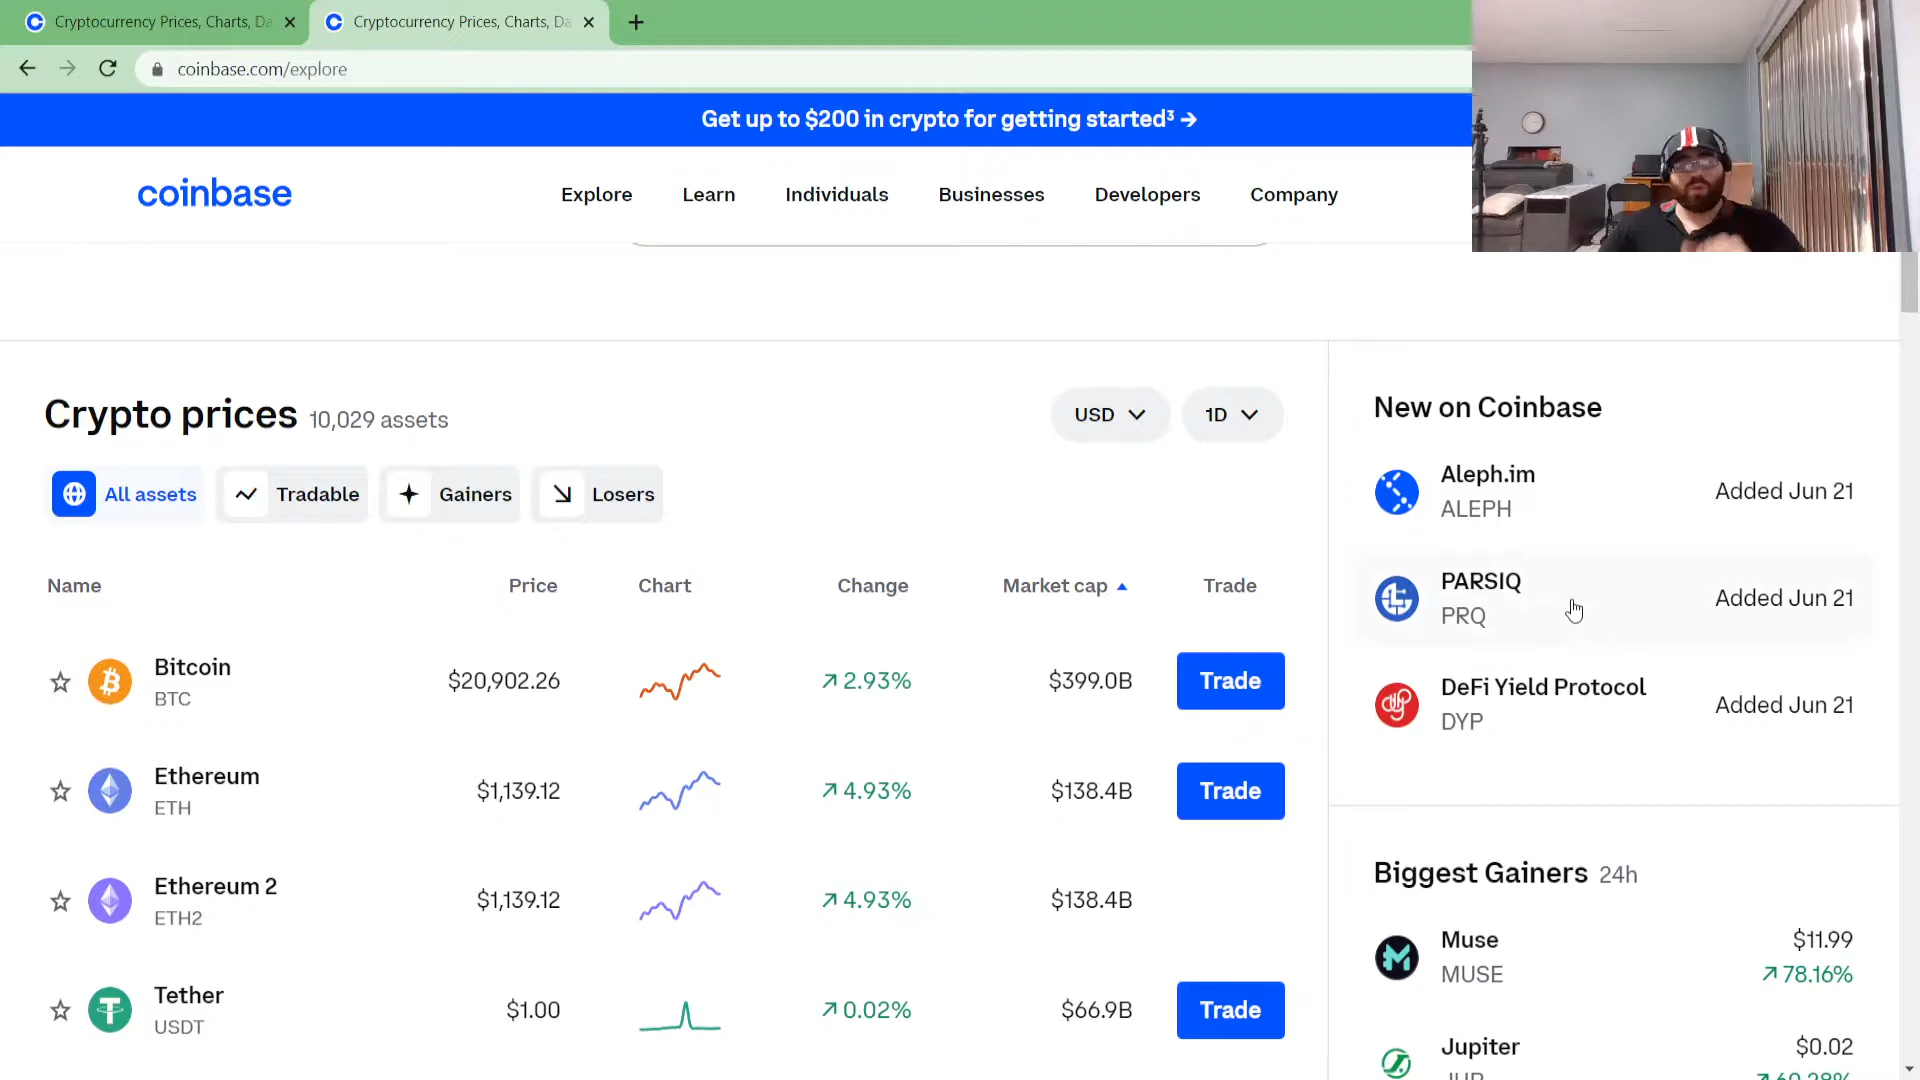 Cryptocurrency Prices, Charts, Da
Cryptocurrency Prices, Charts, Da
coinbase.com/explore
Get up to $200 in crypto for getting started³ →
coinbase
Explore Learn Individuals Businesses Developers Company
Crypto prices 10,029 assets
USD 1D
All assets Tradable Gainers Losers
Name Price Chart Change Market cap Trade
Bitcoin
BTC
$20,902.26 2.93% $399.0B Trade
Ethereum
ETH
$1,139.12 4.93% $138.4B Trade
Ethereum 2
ETH2
$1,139.12 4.93% $138.4B
Tether
USDT
$1.00 0.02% $66.9B Trade
New on Coinbase
Aleph.im
ALEPH
Added Jun 21
PARSIQ
PRQ
Added Jun 21
DeFi Yield Protocol
DYP
Added Jun 21
Biggest Gainers 24h
Muse
MUSE
$11.99
78.16%
Jupiter
$0.02